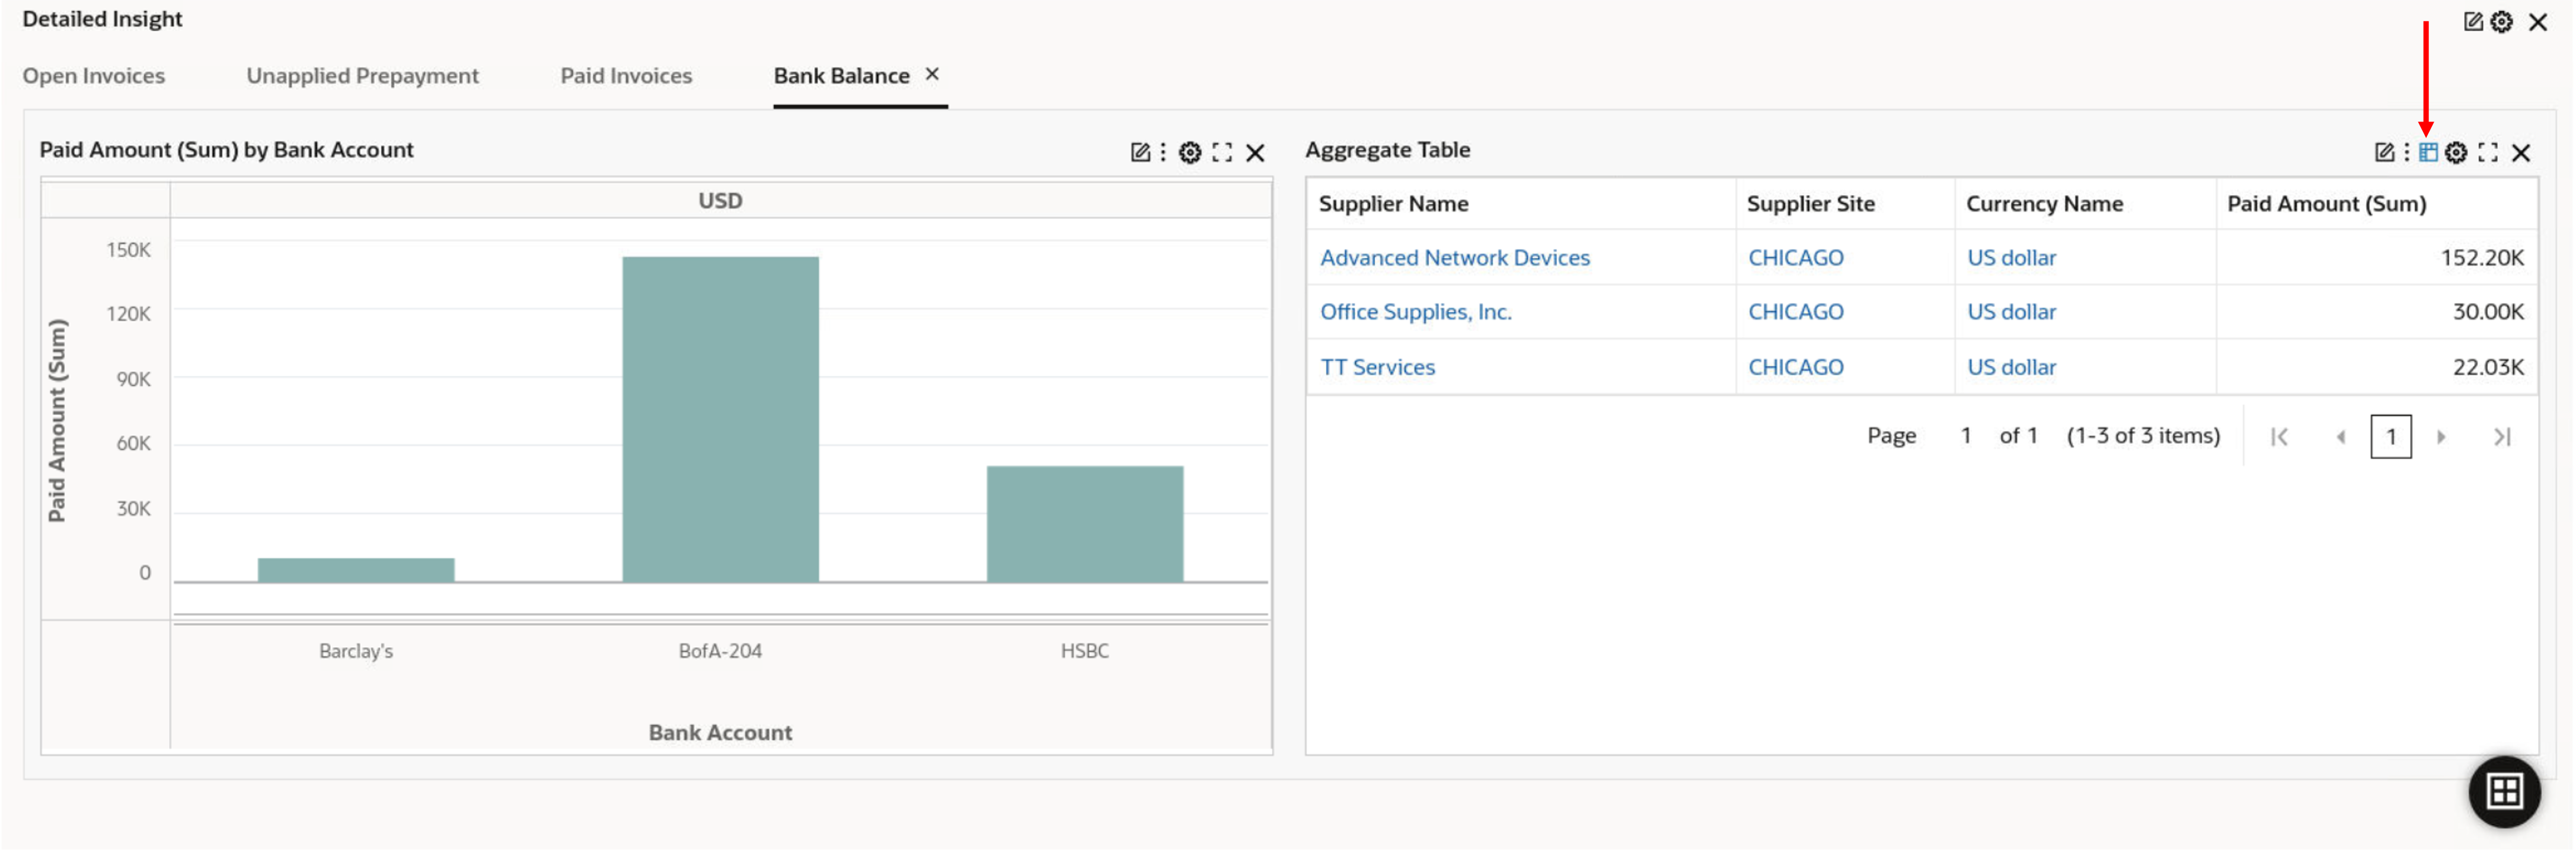 Detailed Insight
Open Invoices Unapplied Prepayment Paid Invoices Bank Balance
Paid Amount (Sum) by Bank Account
USD
150K
120K
90K
60K
30K
0
Paid Amount (Sum)
Barclay's BofA-204 HSBC
Bank Account
Aggregate Table
Supplier Name Supplier Site Currency Name Paid Amount (Sum)
Advanced Network Devices CHICAGO US dollar 152.20K
Office Supplies, Inc. CHICAGO US dollar 30.00K
TT Services CHICAGO US dollar 22.03K
Page 1 of 1 (1-3 of 3 items) 1